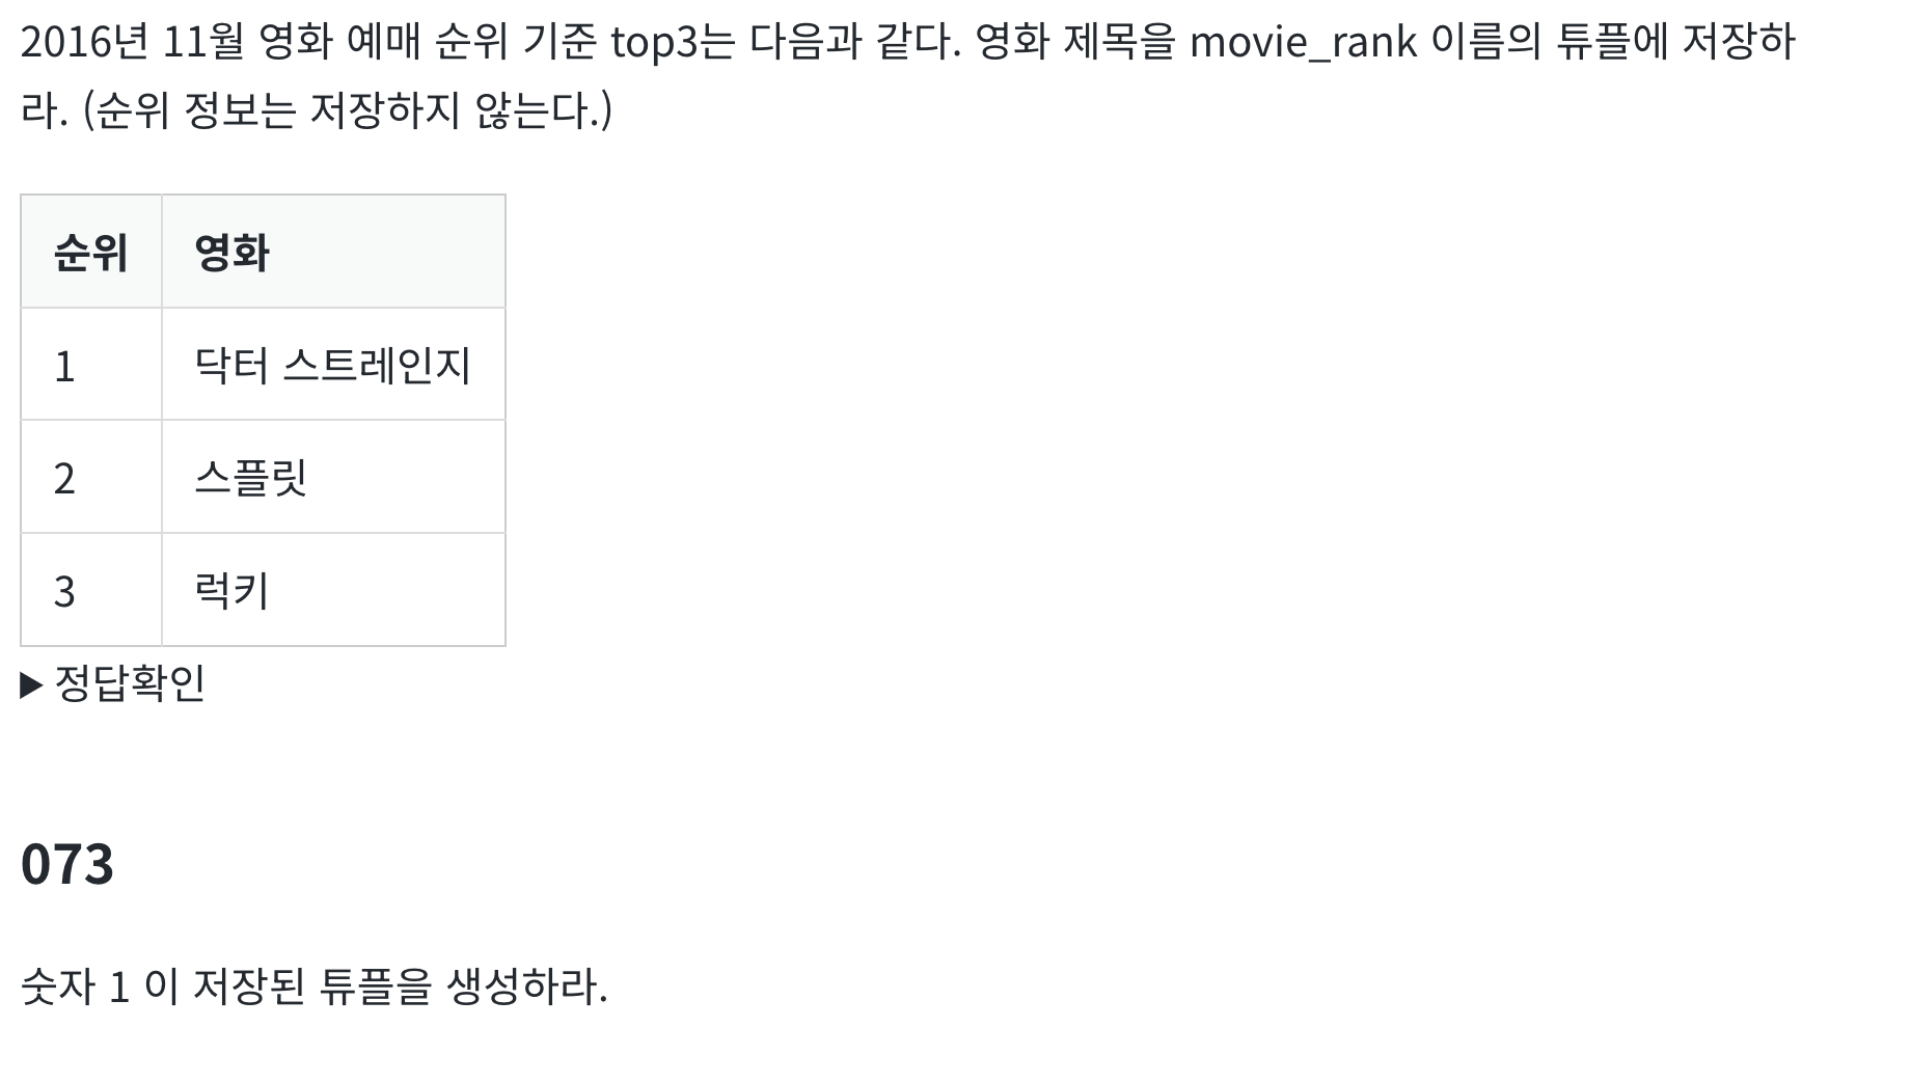 2016년 11월 영화 예매 순위 기준 top3는 다음과 같다. 영화 제목을 movie_rank 이름의 튜플에 저장하
라. (순위 정보는 저장하지 않는다.)
순위 영화
1 닥터 스트레인지
2 스플릿
3 럭키
▶ 정답확인
073
숫자 1 이 저장된 튜플을 생성하라.